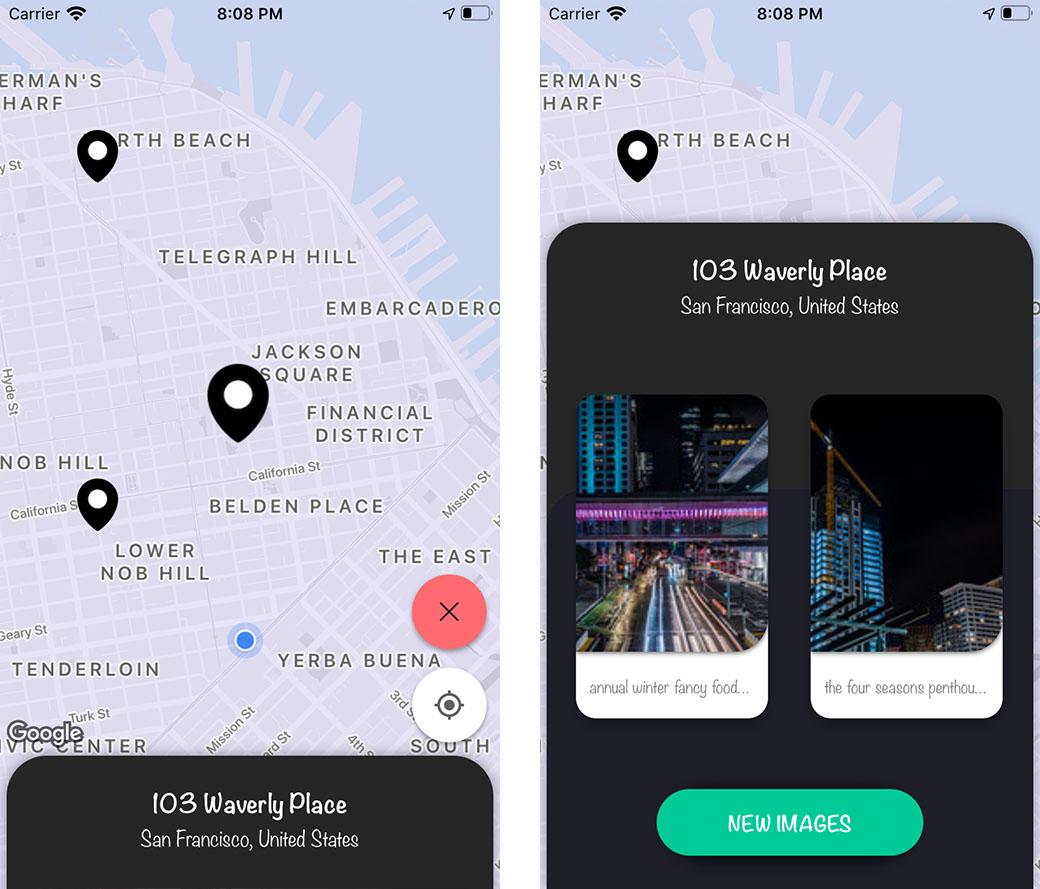 Carrier
8:08 PM
ERMAN'S
HARF
RTH BEACH
y St
TELEGRAPH HILL
EMBARCADERO
JACKSON
SQUARE
Hyde St
FINANCIAL
DISTRICT
NOB HILL
California St
California S
Mission St
BELDEN PLACE
LOWER
NOB HILL
THE EAST
Geary St
YERBA BUENA
TENDERLOIN
3rd S
Turk St
Mission St
Google
VIC CENTER
ard St
4th S
SOUTH
103 Waverly Place
San Francisco, United States
Carrier
8:08 PM
ERMAN'S
HARF
RTH BEACH
y St
103 Waverly Place
San Francisco, United States
annual winter fancy food...
the four seasons penthou...
NEW IMAGES